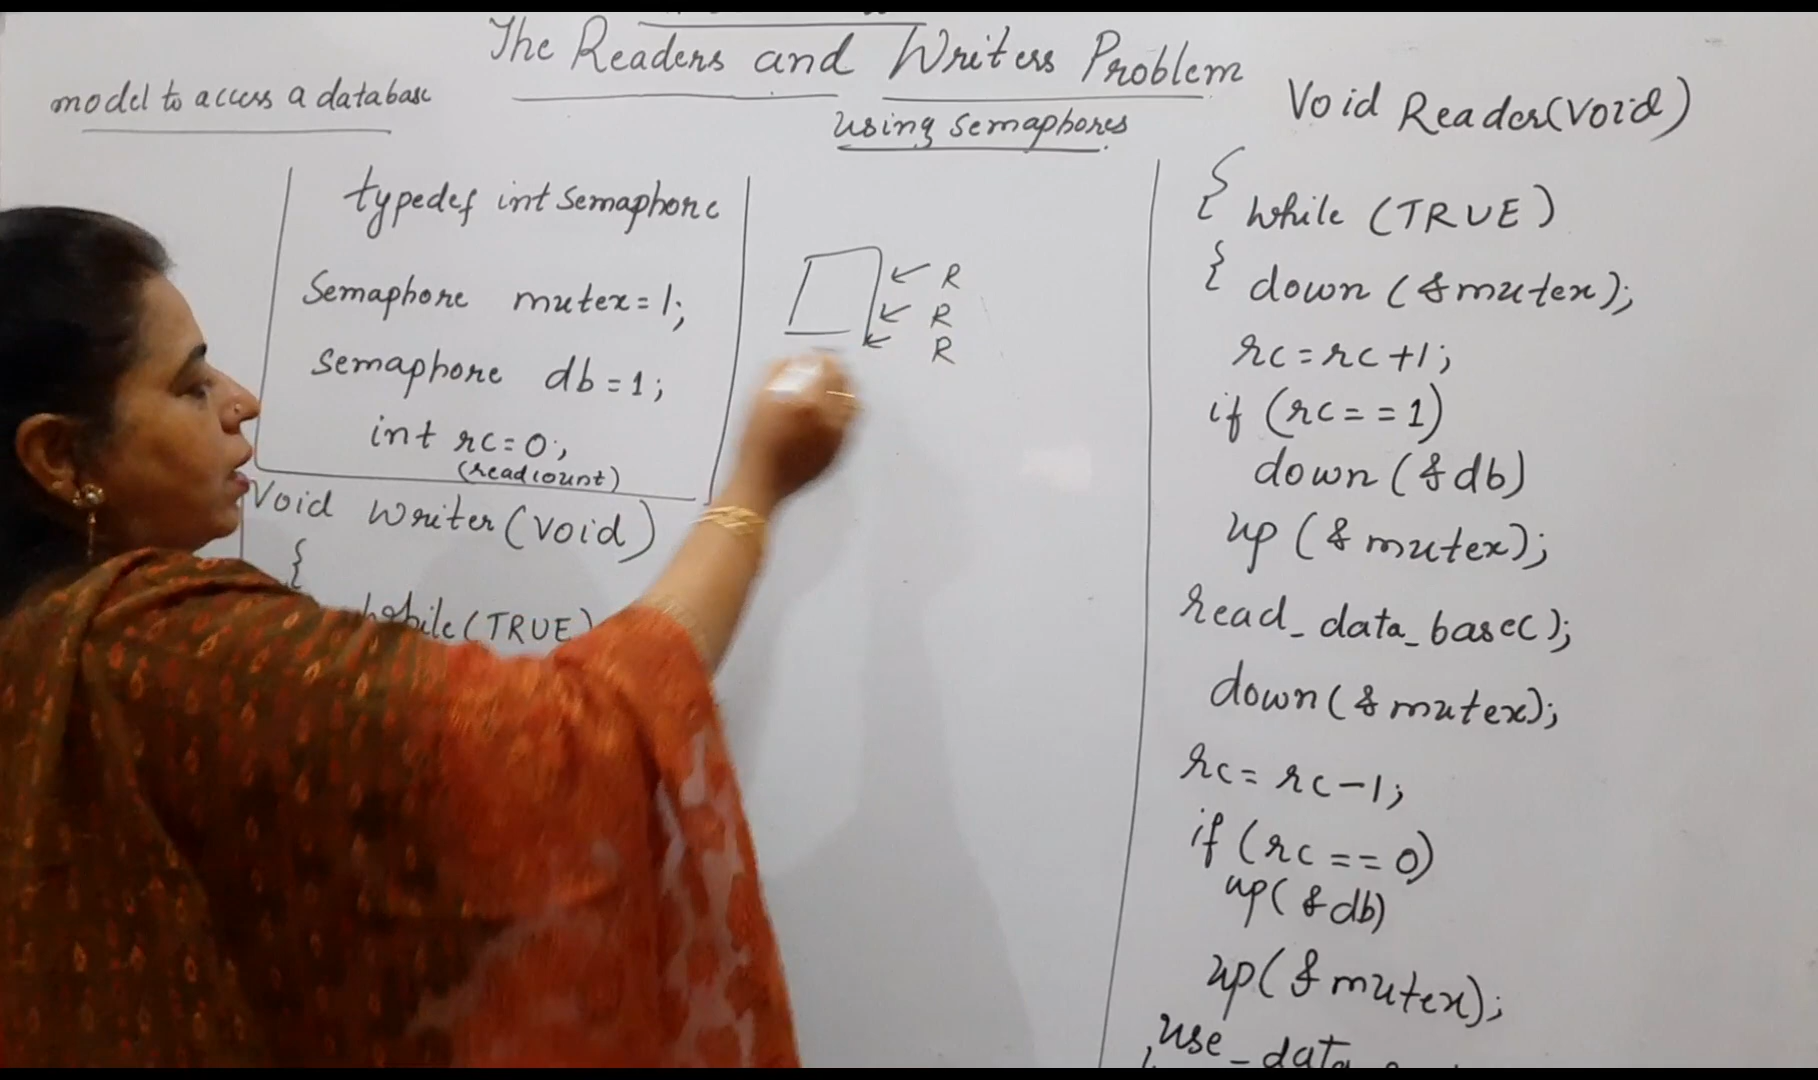 The Readers and Writers Problem
using semaphores
model to access a database
typedef int semaphore
Semaphore mutex=1;
Semaphore db=1;
int rc=0;
(readcount)
Void Writer(Void)
{
while(TRUE)
R
R
R
Void Reader(Void)
{ while (TRUE)
{ down (&mutex);
rc=rc+1;
if (rc==1)
down (&db)
up (&mutex);
read_data_base();
down(&mutex);
rc=rc-1;
if (rc==0)
up(&db)
up(&mutex);
use_data